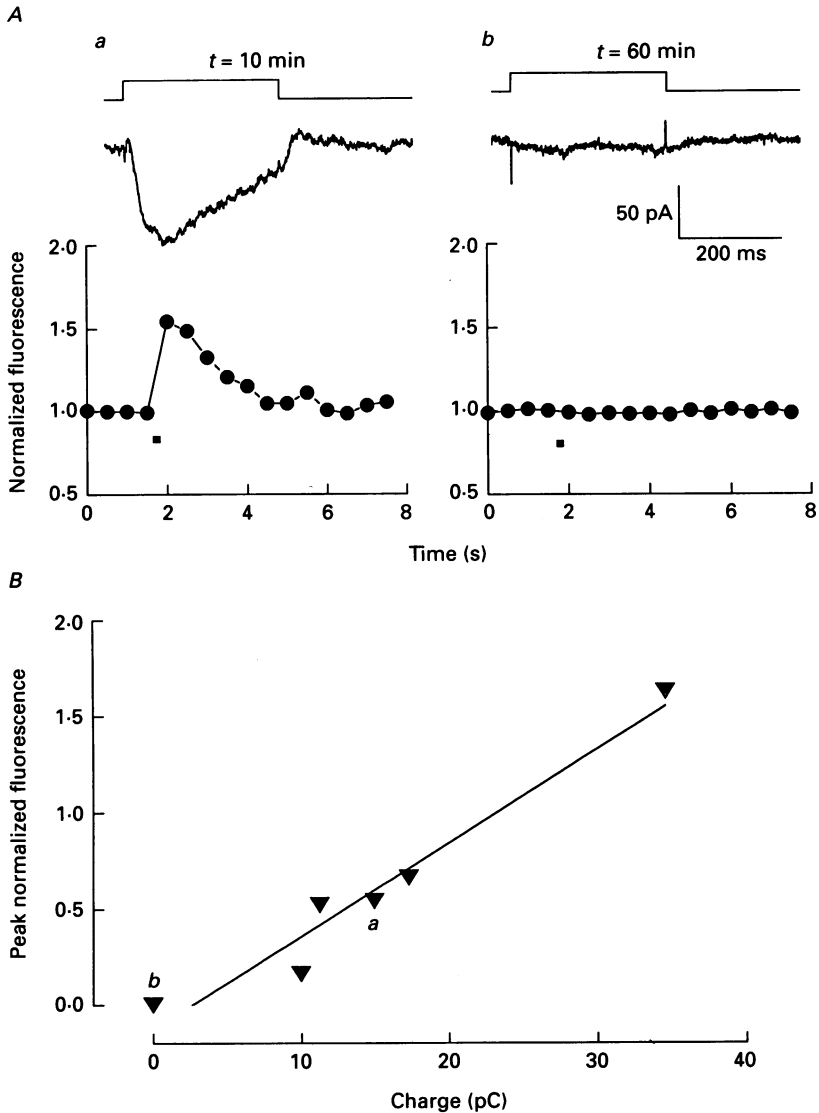 A
a
t = 10 min
b
t = 60 min
50 pA
200 ms
Normalized fluorescence
2·0
1·5
1·0
0·5
0 2 4 6 8
2·0
1·5
1·0
0·5
0 2 4 6 8
Time (s)
B
Peak normalized fluorescence
2·0
1·5
1·0
0·5
0·0
a
b
0 10 20 30 40
Charge (pC)